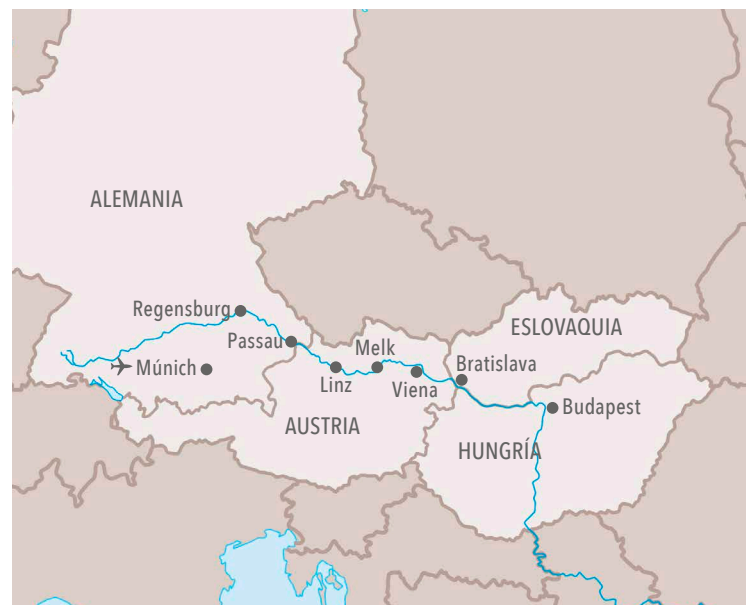 ALEMANIA
Regensburg
Passau
Múnich
Linz
Melk
Viena
Bratislava
ESLOVAQUIA
AUSTRIA
HUNGRÍA
Budapest